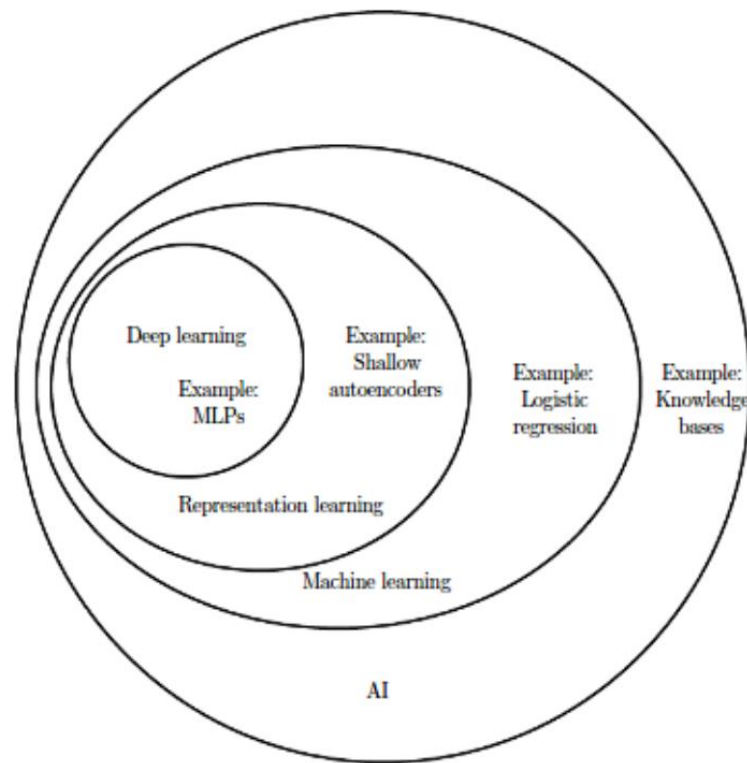 Deep learning
Example:
MLPs
Example:
Shallow
autoencoders
Example:
Logistic
regression
Example:
Knowledge
bases
Representation learning
Machine learning
AI